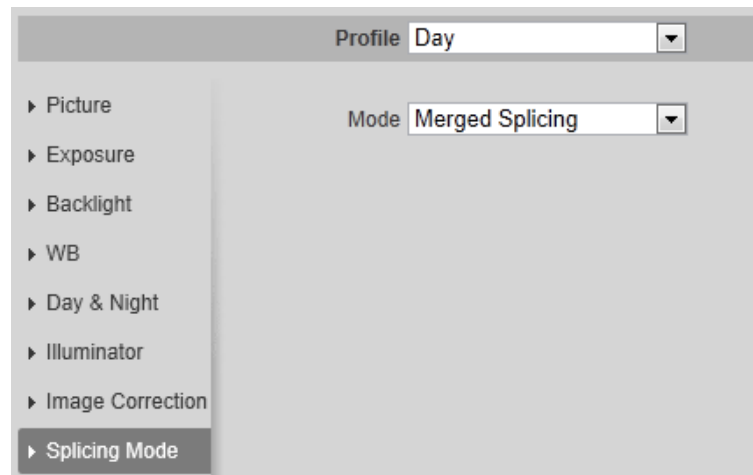 Profile Day
Picture
Mode Merged Splicing
Exposure
Backlight
WB
Day & Night
Illuminator
Image Correction
Splicing Mode